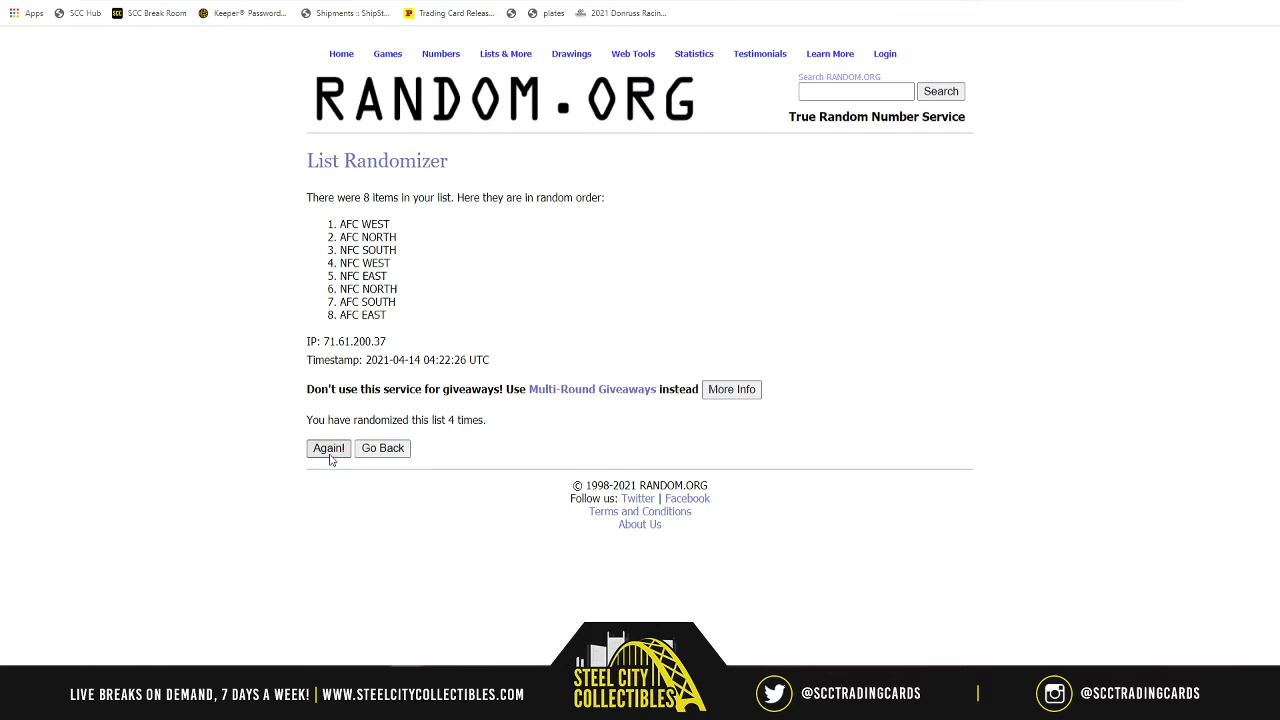 Apps SCC Hub SCC SCC Break Room Keeper® Password... Shipments :: ShipSt... Trading Card Releas... plates 2021 Donruss Racin...
Home Games Numbers Lists & More Drawings Web Tools Statistics Testimonials Learn More Login
RANDOM.ORG
Search RANDOM.ORG
Search
True Random Number Service
List Randomizer
There were 8 items in your list. Here they are in random order:
1. AFC WEST
2. AFC NORTH
3. NFC SOUTH
4. NFC WEST
5. NFC EAST
6. NFC NORTH
7. AFC SOUTH
8. AFC EAST
IP: 71.61.200.37
Timestamp: 2021-04-14 04:22:26 UTC
Don't use this service for giveaways! Use Multi-Round Giveaways instead More Info
You have randomized this list 4 times.
Again! Go Back
© 1998-2021 RANDOM.ORG
Follow us: Twitter | Facebook
Terms and Conditions
About Us
LIVE BREAKS ON DEMAND, 7 DAYS A WEEK! | WWW.STEELCITYCOLLECTIBLES.COM
STEEL CITY
COLLECTIBLES
@SCCTRADINGCARDS | @SCCTRADINGCARDS